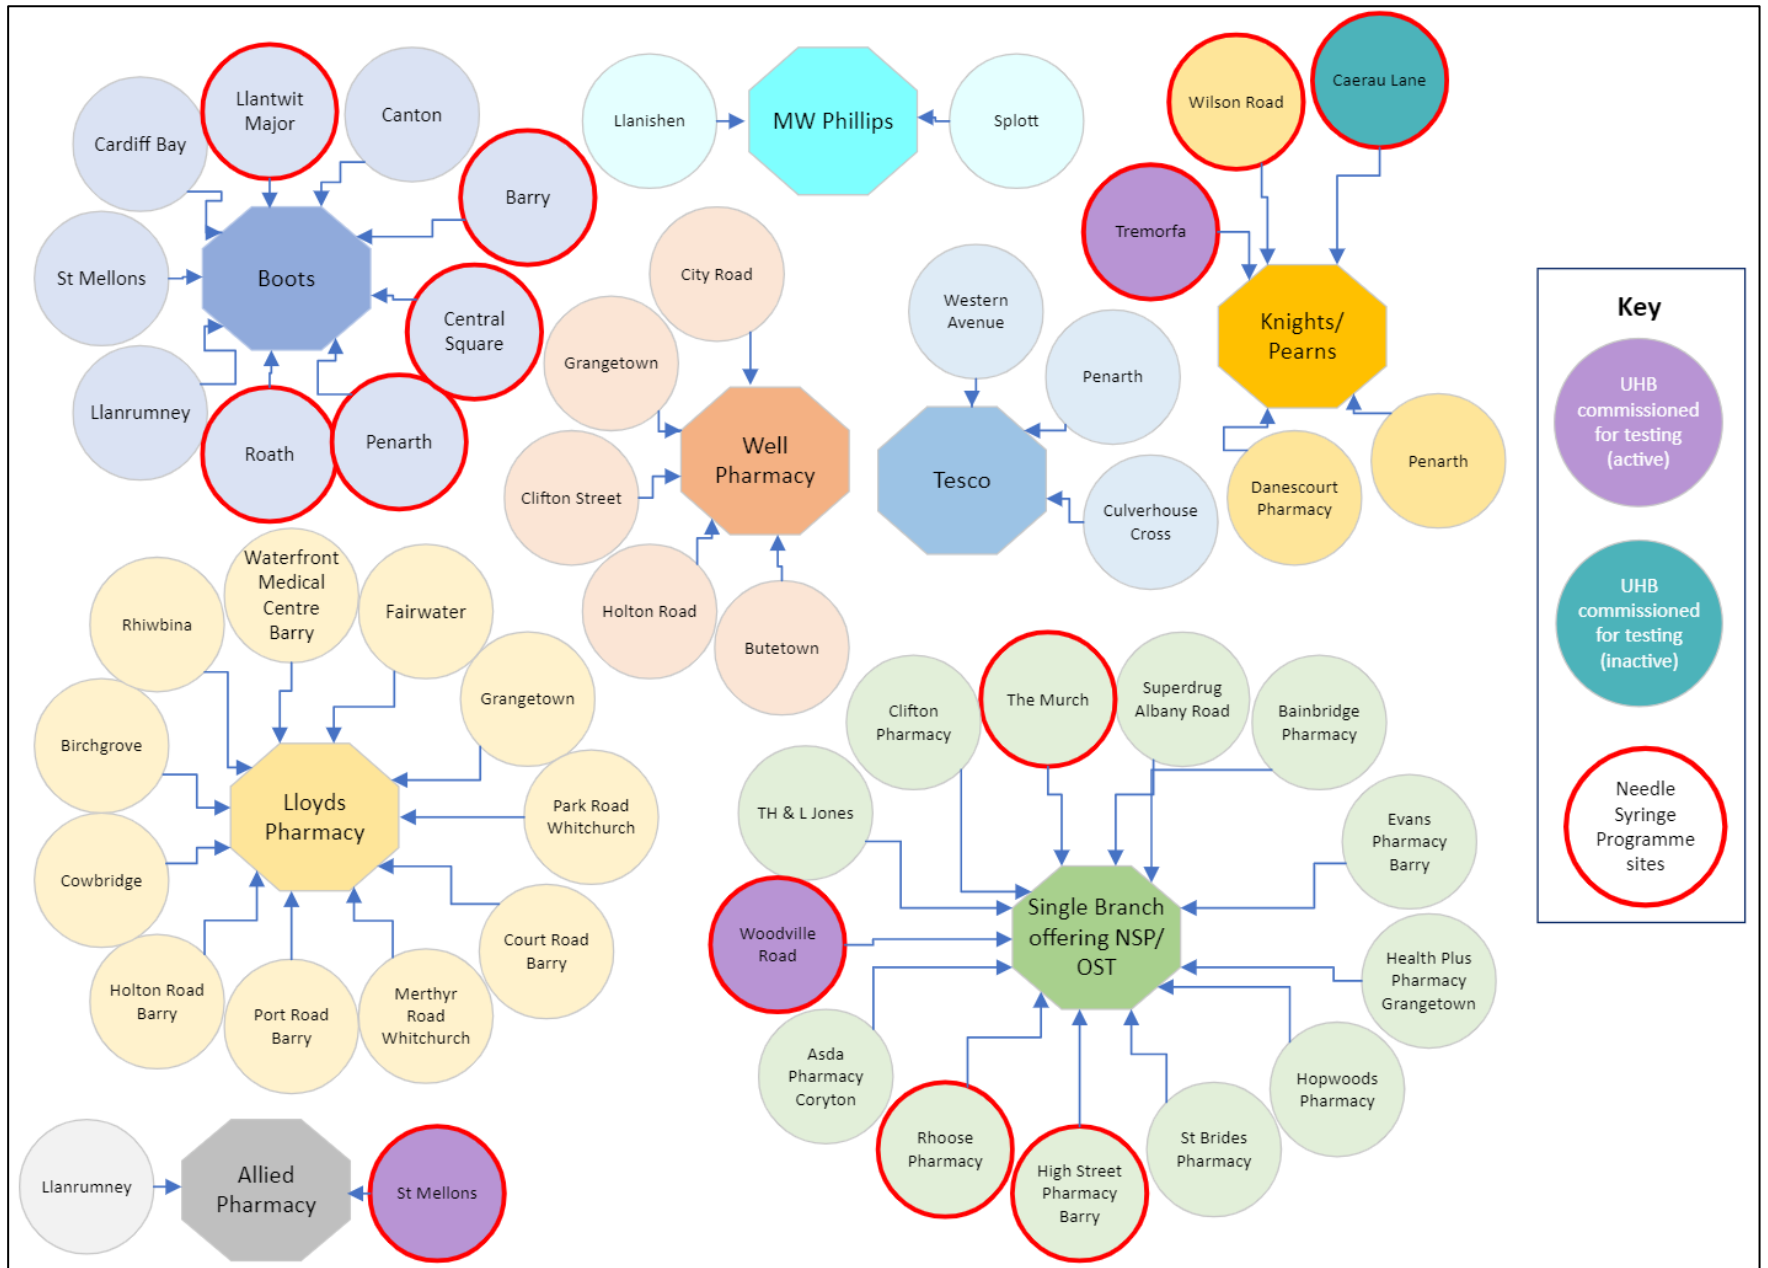 Llantwit
Major
Cardiff Bay
Canton
Barry
St Mellons
Boots
Central
Square
Llanrumney
Roath
Penarth
Llanishen
MW Phillips
Splott
Wilson Road
Caerau Lane
Tremorfa
Knights/
Pearns
Danescourt
Pharmacy
Penarth
City Road
Grangetown
Clifton Street
Well
Pharmacy
Holton Road
Butetown
Western
Avenue
Penarth
Tesco
Culverhouse
Cross
Key
UHB
commissioned
for testing
(active)
UHB
commissioned
for testing
(inactive)
Needle
Syringe
Programme
sites
Waterfront
Medical
Centre
Barry
Rhiwbina
Fairwater
Grangetown
Birchgrove
Lloyds
Pharmacy
Park Road
Whitchurch
Cowbridge
Court Road
Barry
Holton Road
Barry
Port Road
Barry
Merthyr
Road
Whitchurch
Clifton
Pharmacy
The Murch
Superdrug
Albany Road
Bainbridge
Pharmacy
TH & L Jones
Evans
Pharmacy
Barry
Woodville
Road
Single Branch
offering NSP/
OST
Health Plus
Pharmacy
Grangetown
Asda
Pharmacy
Coryton
Hopwoods
Pharmacy
Rhoose
Pharmacy
High Street
Pharmacy
Barry
St Brides
Pharmacy
Llanrumney
Allied
Pharmacy
St Mellons